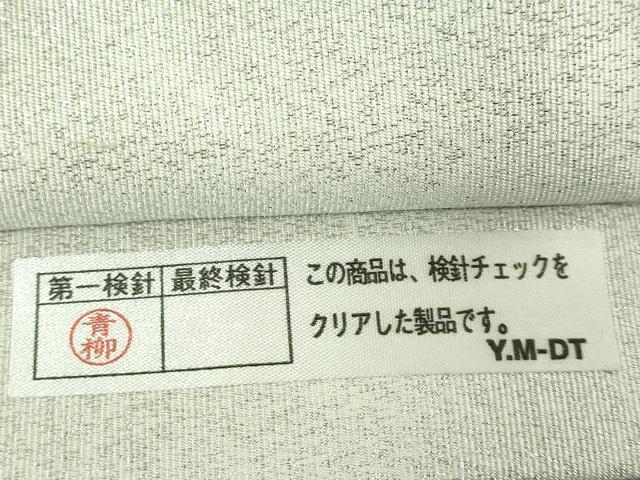 第一検針 最終検針
青柳
この商品は、検針チェックを
クリアした製品です。
Y.M-DT